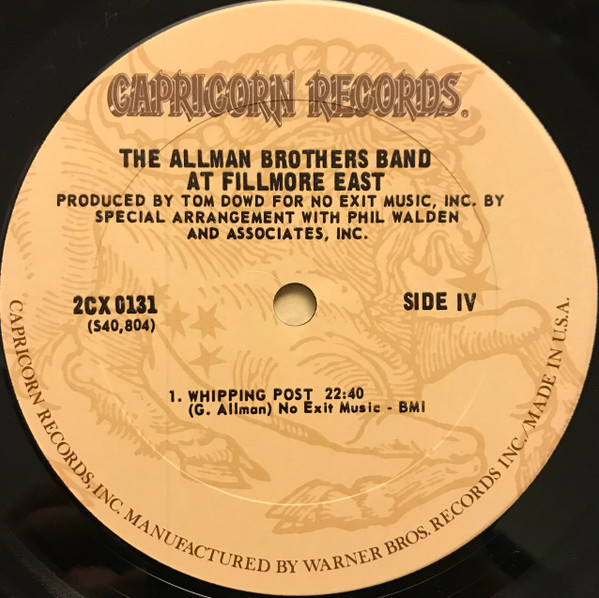 CAPRICORN RECORDS®
THE ALLMAN BROTHERS BAND
AT FILLMORE EAST
PRODUCED BY TOM DOWD FOR NO EXIT MUSIC, INC. BY
SPECIAL ARRANGEMENT WITH PHIL WALDEN
AND ASSOCIATES, INC.
2CX 0131
(S40,804)
SIDE IV
1. WHIPPING POST 22:40
(G. Allman) No Exit Music - BMI
CAPRICORN RECORDS, INC. MANUFACTURED BY WARNER BROS. RECORDS INC./MADE IN U.S.A.